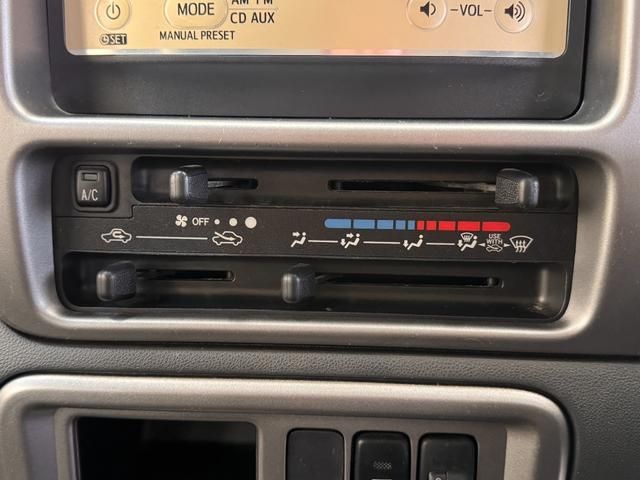 MODE
AM FM
CD AUX
SET
MANUAL PRESET
-VOL-
A/C
OFF
USE
WITH